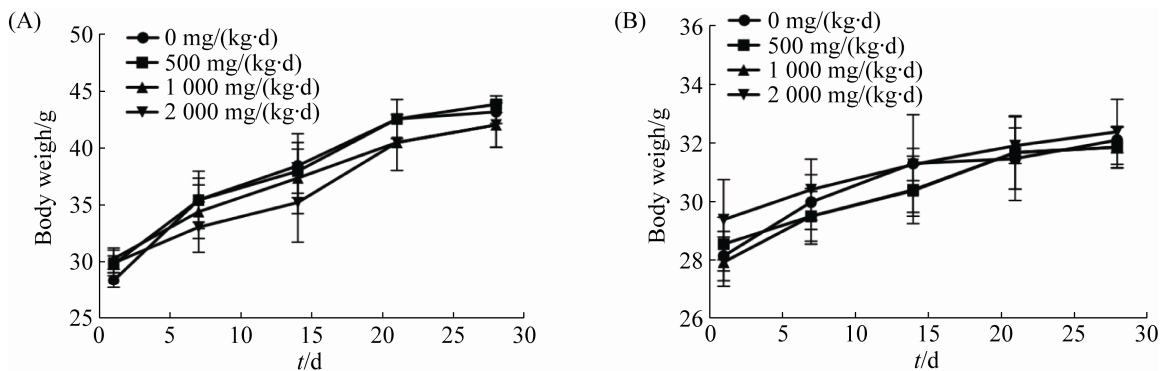 (A)
50
45
40
35
30
25
Body weigh/g
0 mg/(kg·d)
500 mg/(kg·d)
1 000 mg/(kg·d)
2 000 mg/(kg·d)
0 5 10 15 20 25 30
t/d
(B)
36
34
32
30
28
26
Body weigh/g
0 mg/(kg·d)
500 mg/(kg·d)
1 000 mg/(kg·d)
2 000 mg/(kg·d)
0 5 10 15 20 25 30
t/d